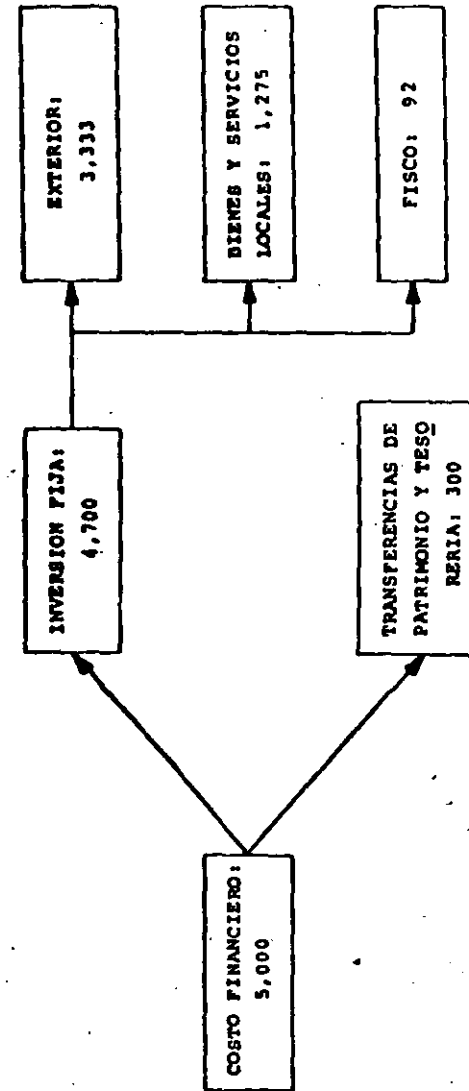 COSTO FINANCIERO:
5,000
INVERSION FIJA:
4,700
TRANSFERENCIAS DE
PATRIMONIO Y TESO
RERIA: 300
EXTERIOR:
3,333
BIENES Y SERVICIOS
LOCALES: 1,275
FISCO: 92